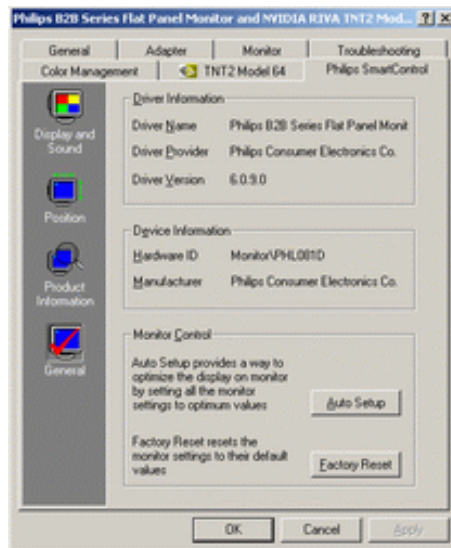 Philips B2B Series Flat Panel Monitor and NVIDIA RIVA TNT2 Mod...
General Adapter Monitor Troubleshooting
Color Management TNT2 Model 64 Philips SmartControl
Display and
Sound
Position
Product
Information
General
Driver Information
Driver Name Philips B2B Series Flat Panel Monit
Driver Provider Philips Consumer Electronics Co.
Driver Version 6.0.9.0
Device Information
Hardware ID Monitor\PHL081D
Manufacturer Philips Consumer Electronics Co.
Monitor Control
Auto Setup provides a way to
optimize the display on monitor
by setting all the monitor
settings to optimum values
Auto Setup
Factory Reset resets the
monitor settings to their default
values
Factory Reset
OK Cancel Apply